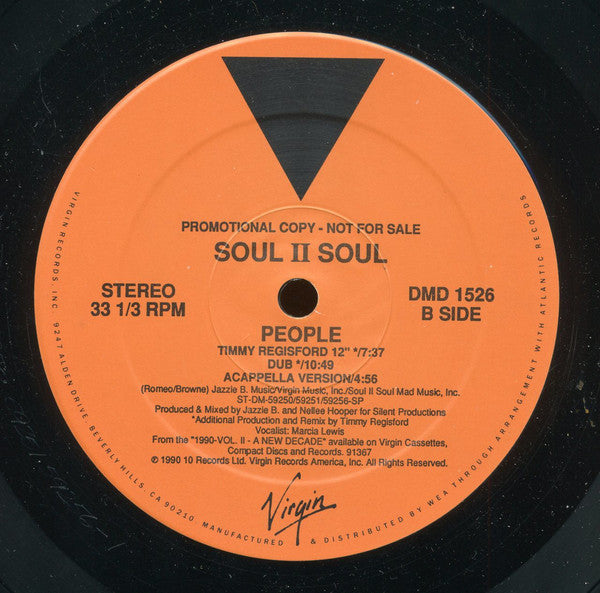 PROMOTIONAL COPY - NOT FOR SALE
SOUL II SOUL
STEREO
33 1/3 RPM
DMD 1526
B SIDE
PEOPLE
TIMMY REGISFORD 12" */7:37
DUB */10:49
ACAPPELLA VERSION/4:56
(Romeo/Browne) Jazzie B. Music/Virgin Music, Inc./Soul II Soul Mad Music, Inc.
ST-DM-59250/59251/59256-SP
Produced & Mixed by Jazzie B. and Nellee Hooper for Silent Productions
*Additional Production and Remix by Timmy Regisford
Vocalist: Marcia Lewis
From the "1990-VOL. II - A NEW DECADE" available on Virgin Cassettes,
Compact Discs and Records. 91367
© 1990 10 Records Ltd. Virgin Records America, Inc. All Rights Reserved.
Virgin
VIRGIN RECORDS, INC. 9247 ALDEN DRIVE, BEVERLY HILLS, CA 90210 MANUFACTURED & DISTRIBUTED BY WEA THROUGH ARRANGEMENT WITH ATLANTIC RECORDS